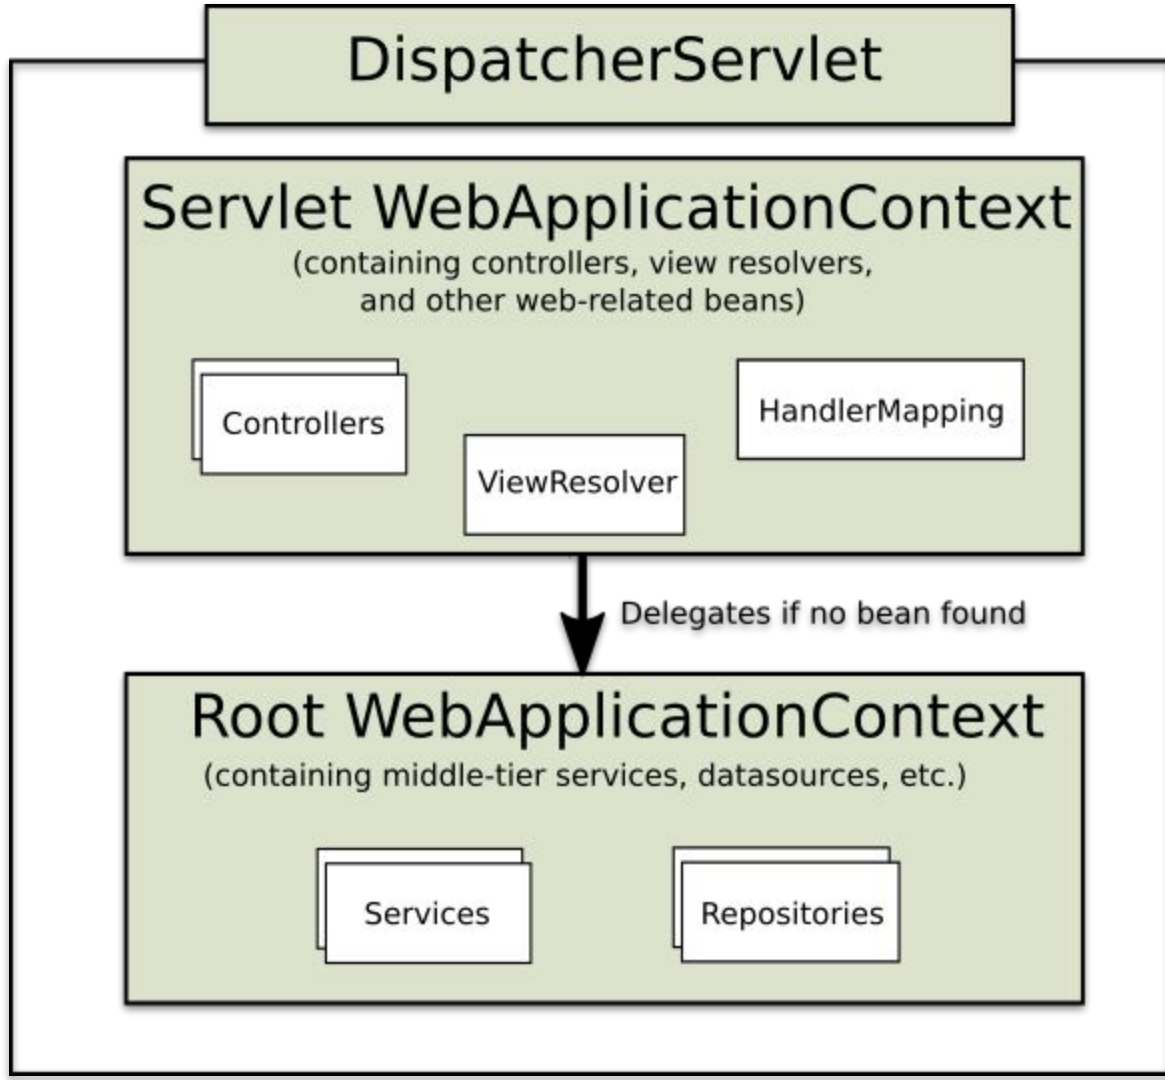 DispatcherServlet
Servlet WebApplicationContext
(containing controllers, view resolvers,
and other web-related beans)
Controllers
HandlerMapping
ViewResolver
Delegates if no bean found
Root WebApplicationContext
(containing middle-tier services, datasources, etc.)
Services
Repositories